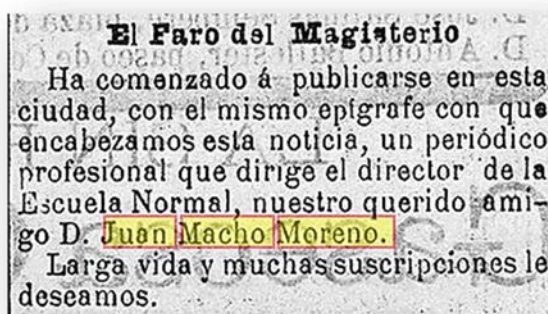 El Faro del Magisterio
Ha comenzado á publicarse en esta
ciudad, con el mismo epígrafe con que
encabezamos esta noticia, un periódico
profesional que dirige el director de la
Escuela Normal, nuestro querido ami-
go D. Juan Macho Moreno.
Larga vida y muchas suscripciones le
deseamos.